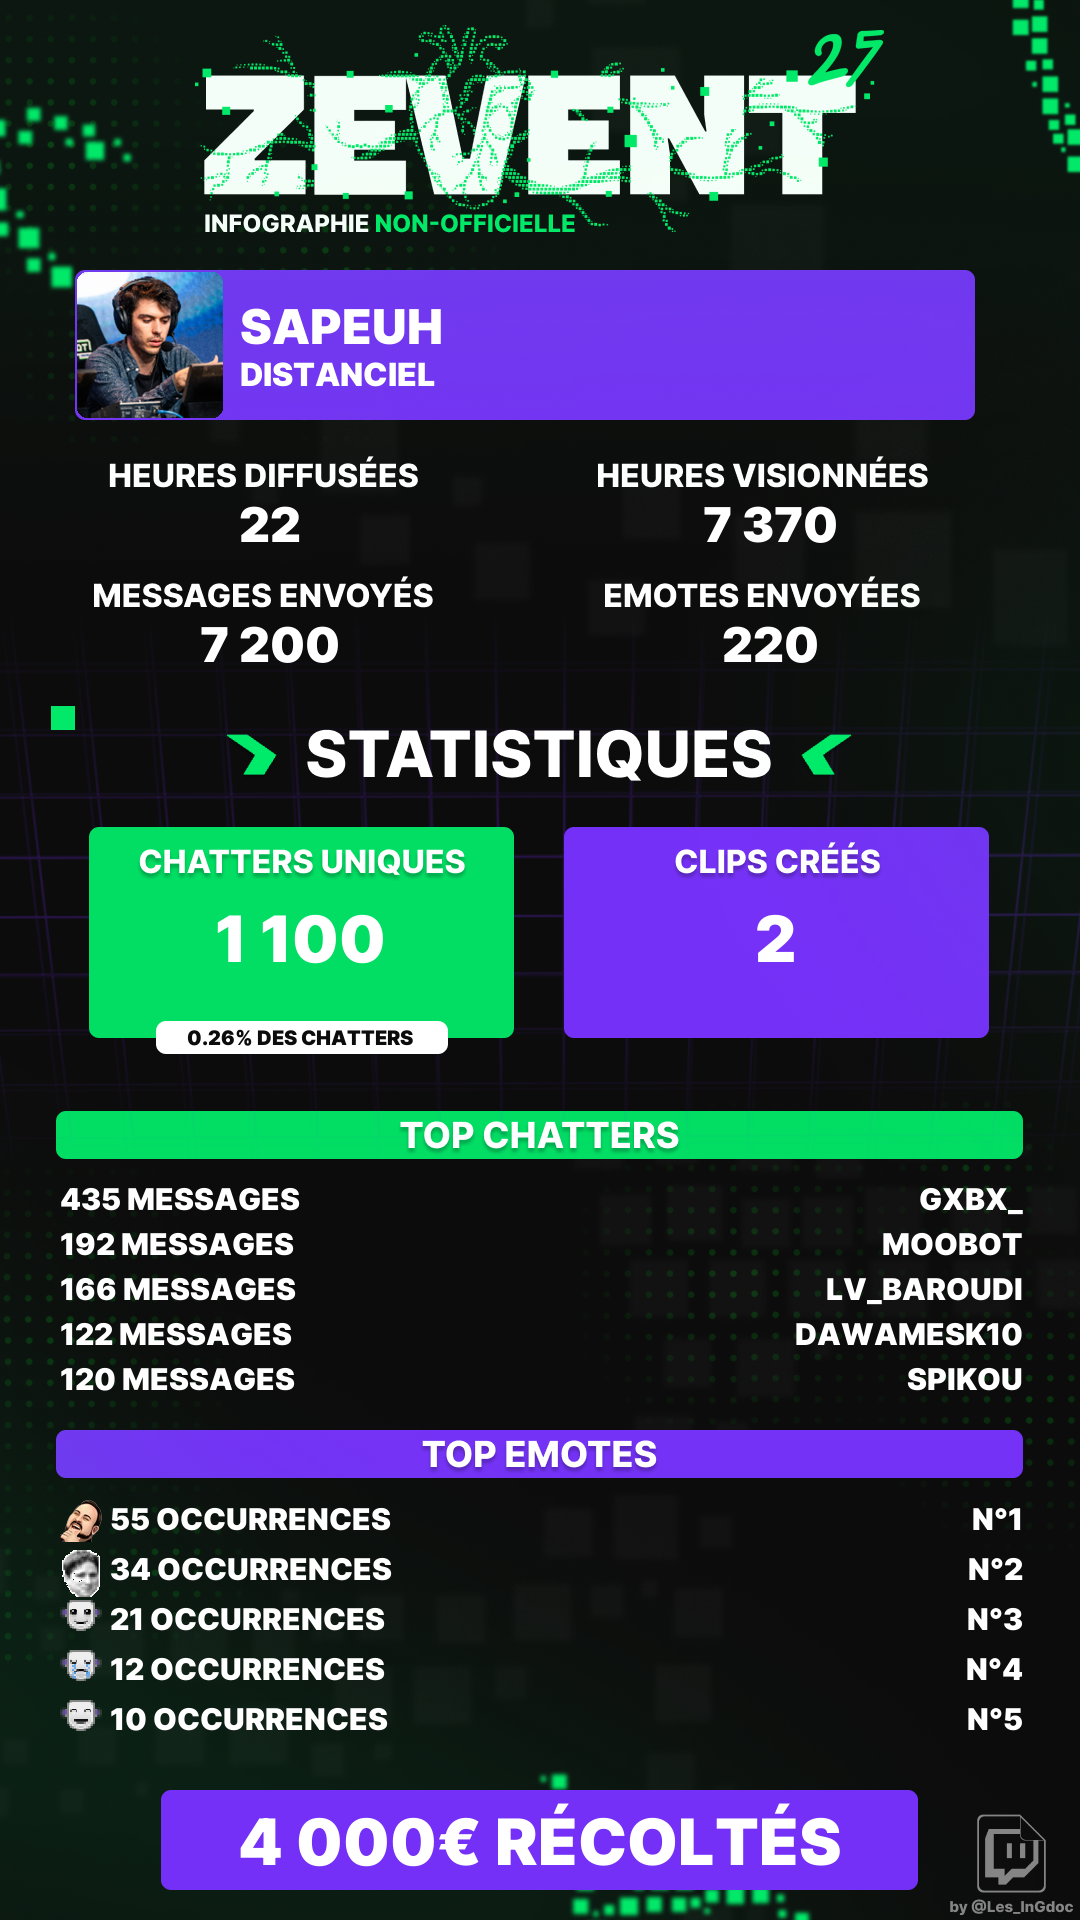 ZEVENT 25
INFOGRAPHIE NON-OFFICIELLE
SAPEUH
DISTANCIEL
HEURES DIFFUSÉES
22
HEURES VISIONNÉES
7 370
MESSAGES ENVOYÉS
7 200
EMOTES ENVOYÉES
220
STATISTIQUES
CHATTERS UNIQUES
1 100
0.26% DES CHATTERS
CLIPS CRÉÉS
2
TOP CHATTERS
435 MESSAGES GXBX_
192 MESSAGES MOOBOT
166 MESSAGES LV_BAROUDI
122 MESSAGES DAWAMESK10
120 MESSAGES SPIKOU
TOP EMOTES
55 OCCURRENCES N°1
34 OCCURRENCES N°2
21 OCCURRENCES N°3
12 OCCURRENCES N°4
10 OCCURRENCES N°5
4 000€ RÉCOLTÉS
by @Les_InGdoc